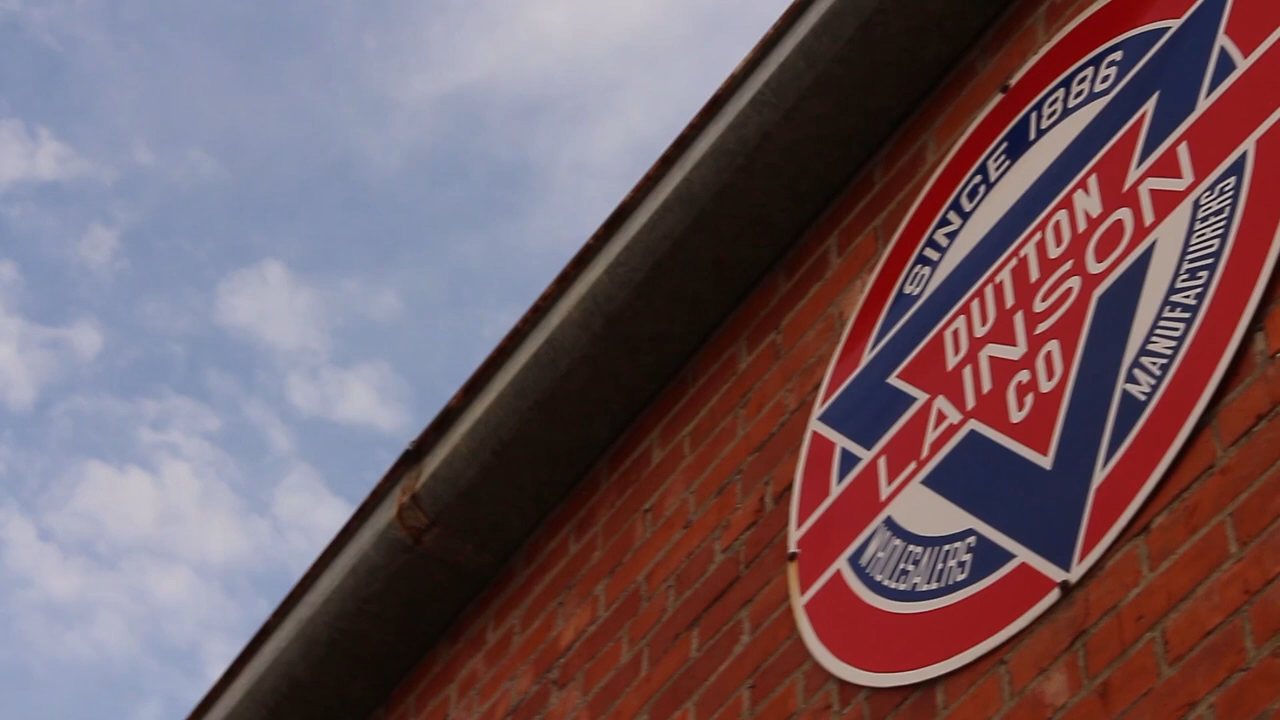 SINCE 1886
DUTTON
LAINSON
CO
MANUFACTURERS
WHOLESALERS